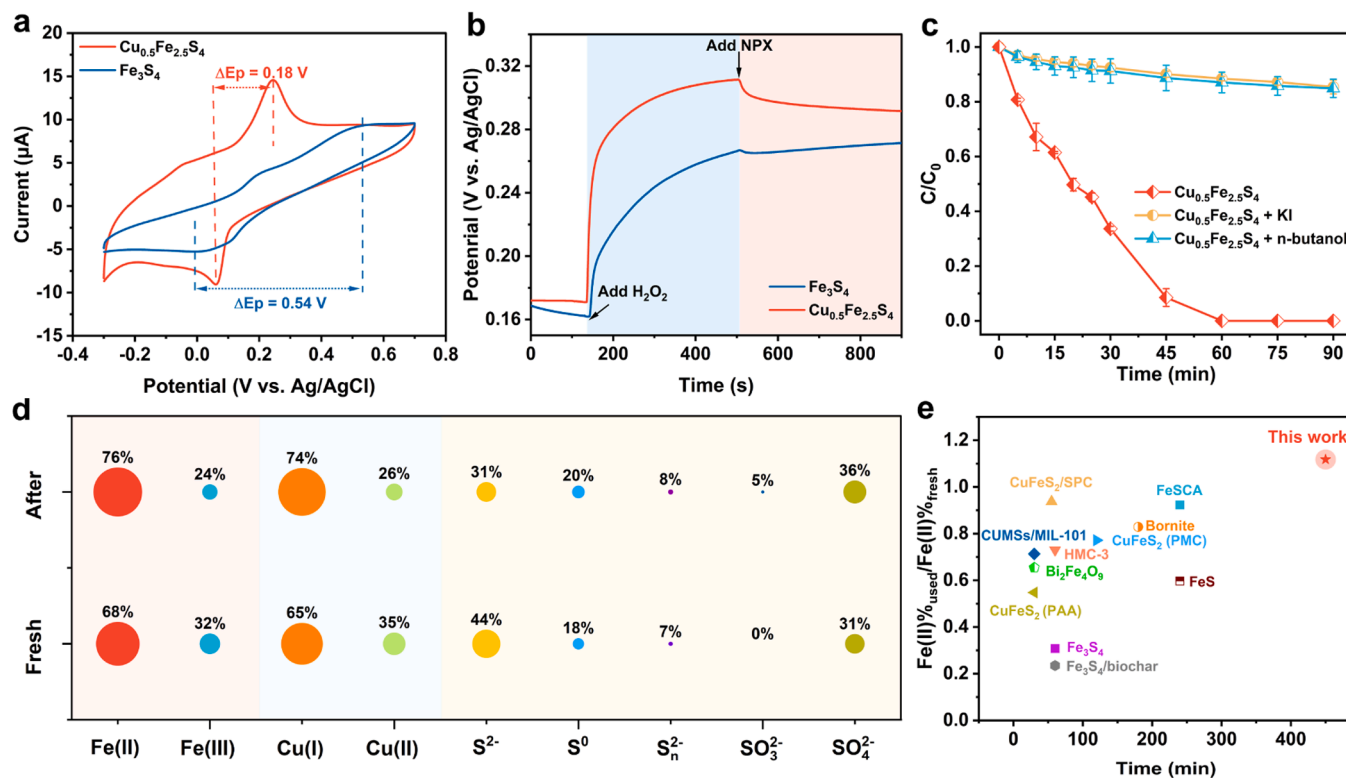 a
20
15
10
5
0
-5
-10
-15
Current (μA)
Cu0.5Fe2.5S4
Fe3S4
ΔEp = 0.18 V
ΔEp = 0.54 V
-0.4
-0.2
0.0
0.2
0.4
0.6
0.8
Potential (V vs. Ag/AgCl)
b
0.32
0.28
0.24
0.20
0.16
Potenrial (V vs. Ag/AgCl)
Add NPX
Add H2O2
Fe3S4
Cu0.5Fe2.5S4
0
200
400
600
800
Time (s)
c
1.0
0.8
0.6
0.4
0.2
0.0
C/C0
Cu0.5Fe2.5S4
Cu0.5Fe2.5S4 + KI
Cu0.5Fe2.5S4 + n-butanol
0
15
30
45
60
75
90
Time (min)
d
After
76%
24%
74%
26%
31%
20%
8%
5%
36%
Fresh
68%
32%
65%
35%
44%
18%
7%
0%
31%
Fe(II)
Fe(III)
Cu(I)
Cu(II)
S2-
S0
Sn2-
SO32-
SO42-
e
1.2
1.0
0.8
0.6
0.4
0.2
0.0
Fe(II)%used/Fe(II)%fresh
This work
CuFeS2/SPC
FeSCA
Bornite
CUMSs/MIL-101
CuFeS2 (PMC)
HMC-3
Bi2Fe4O9
FeS
CuFeS2 (PAA)
Fe3S4
Fe3S4/biochar
0
100
200
300
400
Time (min)